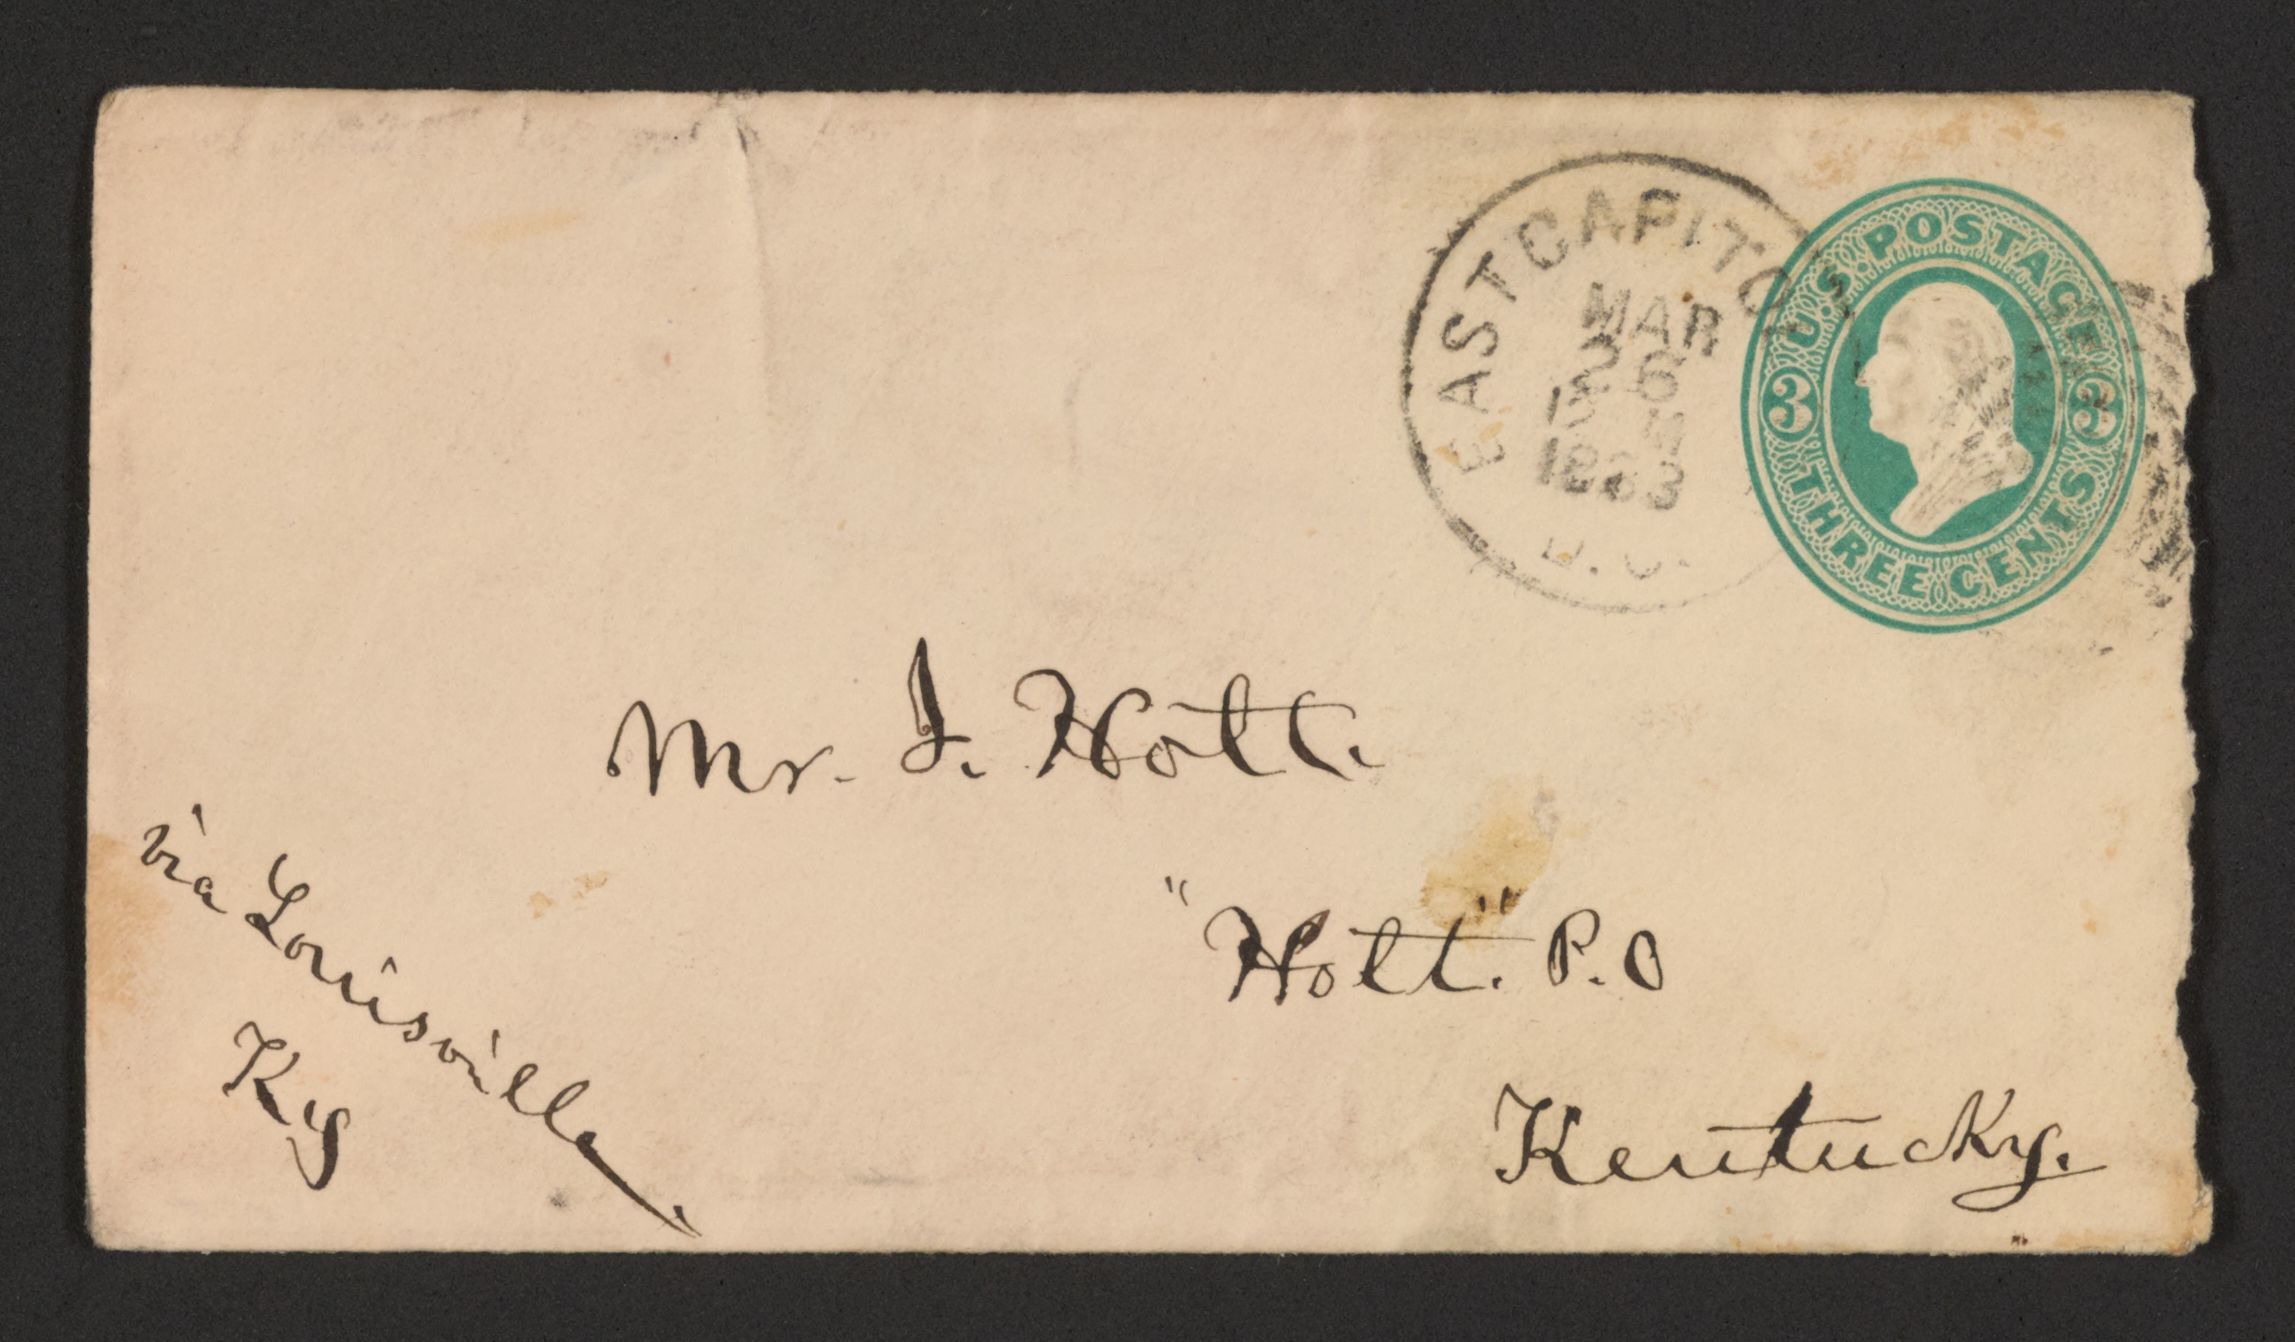 EAST CAPITOL
MAR
26
1883
D.C.
U.S. POSTAGE
3 3
THREE CENTS
Mr. J. Holt.
"Holt." P.O
Kentucky.
via Louisville.
Ky